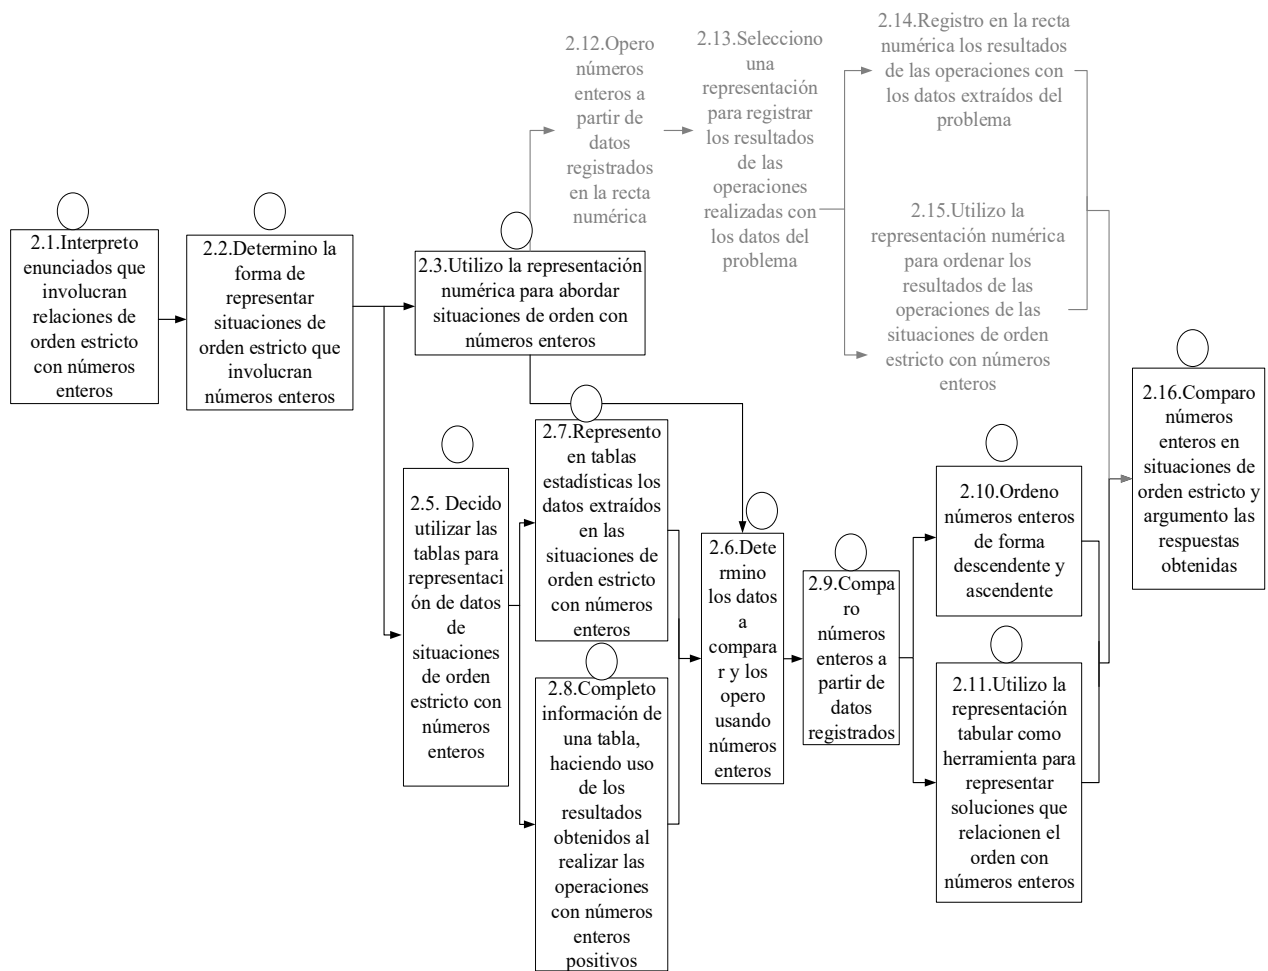 2.1.Interpreto
enunciados que
involucran
relaciones de
orden estricto
con números
enteros
2.2.Determino la
forma de
representar
situaciones de
orden estricto que
involucran
números enteros
2.3.Utilizo la representación
numérica para abordar
situaciones de orden con
números enteros
2.12.Opero
números
enteros a
partir de
datos
registrados
en la recta
numérica
2.13.Selecciono
una
representación
para registrar
los resultados
de las
operaciones
realizadas con
los datos del
problema
2.14.Registro en la recta
numérica los resultados
de las operaciones con
los datos extraídos del
problema
2.15.Utilizo la
representación numérica
para ordenar los
resultados de las
operaciones de las
situaciones de orden
estricto con números
enteros
2.5. Decido
utilizar las
tablas para
representaci
ón de datos
de
situaciones
de orden
estricto con
números
enteros
2.7.Represento
en tablas
estadísticas los
datos extraídos
en las
situaciones de
orden estricto
con números
enteros
2.8.Completo
información de
una tabla,
haciendo uso
de los
resultados
obtenidos al
realizar las
operaciones
con números
enteros
positivos
2.6.Dete
rmino
los datos
a
compara
r y los
opero
usando
números
enteros
2.9.Compa
ro
números
enteros a
partir de
datos
registrados
2.10.Ordeno
números enteros
de forma
descendente y
ascendente
2.11.Utilizo la
representación
tabular como
herramienta para
representar
soluciones que
relacionen el
orden con
números enteros
2.16.Comparo
números
enteros en
situaciones de
orden estricto y
argumento las
respuestas
obtenidas